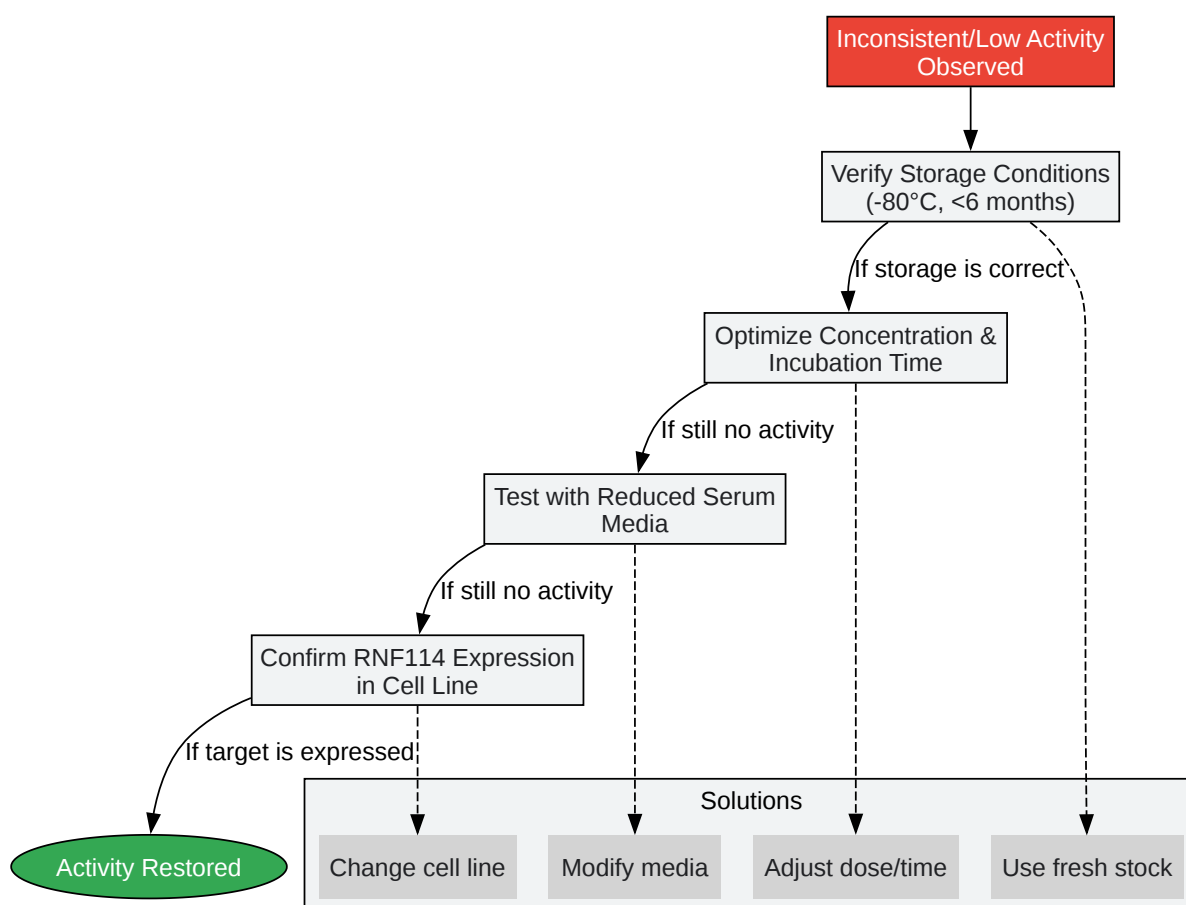 Inconsistent/Low Activity
Observed
Verify Storage Conditions
(-80°C, <6 months)
If storage is correct
Optimize Concentration &
Incubation Time
If still no activity
Test with Reduced Serum
Media
If still no activity
Confirm RNF114 Expression
in Cell Line
If target is expressed
Solutions
Activity Restored
Change cell line
Modify media
Adjust dose/time
Use fresh stock